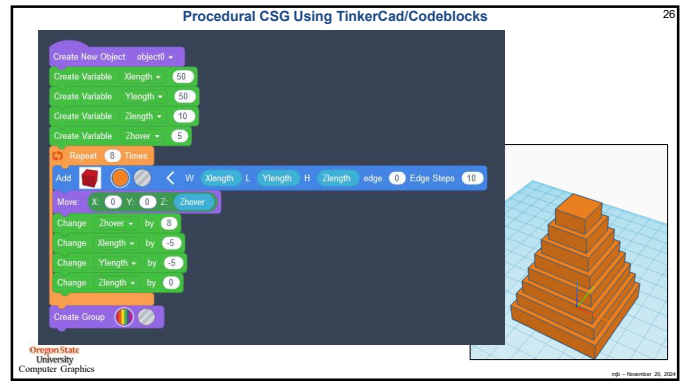 Procedural CSG Using TinkerCad/Codeblocks
26
Create New Object object0
Create Variable Xlength 50
Create Variable Ylength 50
Create Variable Zlength 10
Create Variable Zhover 5
Repeat 8 Times
Add W Xlength L Ylength H Zlength edge 0 Edge Steps 10
Move: X: 0 Y: 0 Z: Zhover
Change Zhover by 8
Change Xlength by -5
Change Ylength by -5
Change Zlength by 0
Create Group
Oregon State
University
Computer Graphics
mjb – November 20, 2024